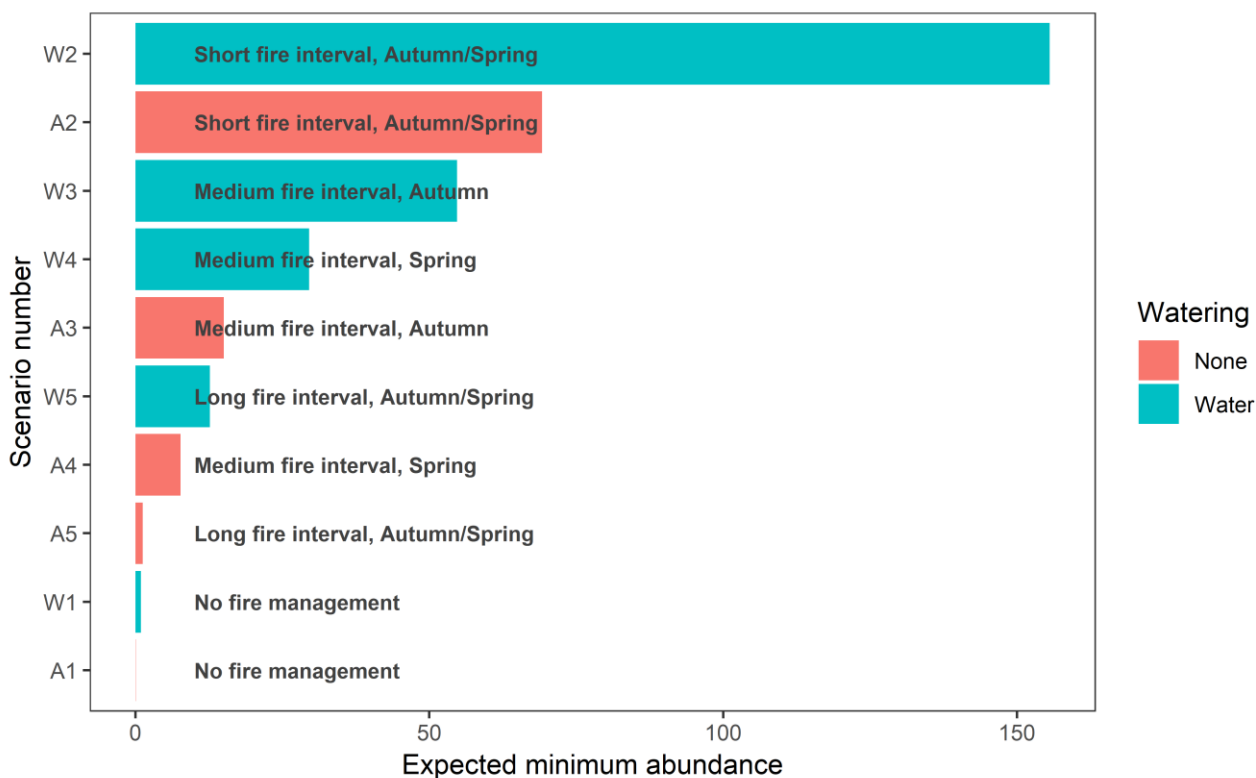 W2 Short fire interval, Autumn/Spring
A2 Short fire interval, Autumn/Spring
W3 Medium fire interval, Autumn
W4 Medium fire interval, Spring
A3 Medium fire interval, Autumn
W5 Long fire interval, Autumn/Spring
A4 Medium fire interval, Spring
A5 Long fire interval, Autumn/Spring
W1 No fire management
A1 No fire management
Scenario number
0 50 100 150
Expected minimum abundance
Watering
None
Water